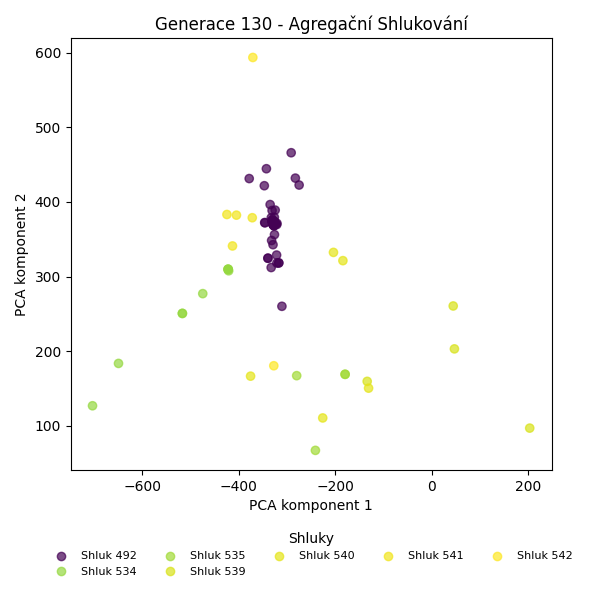 Generace 130 - Agregační Shlukování
600
500
400
300
200
100
PCA komponent 2
−600 −400 −200 0 200
PCA komponent 1
Shluky
Shluk 492 Shluk 535 Shluk 540 Shluk 541 Shluk 542
Shluk 534 Shluk 539